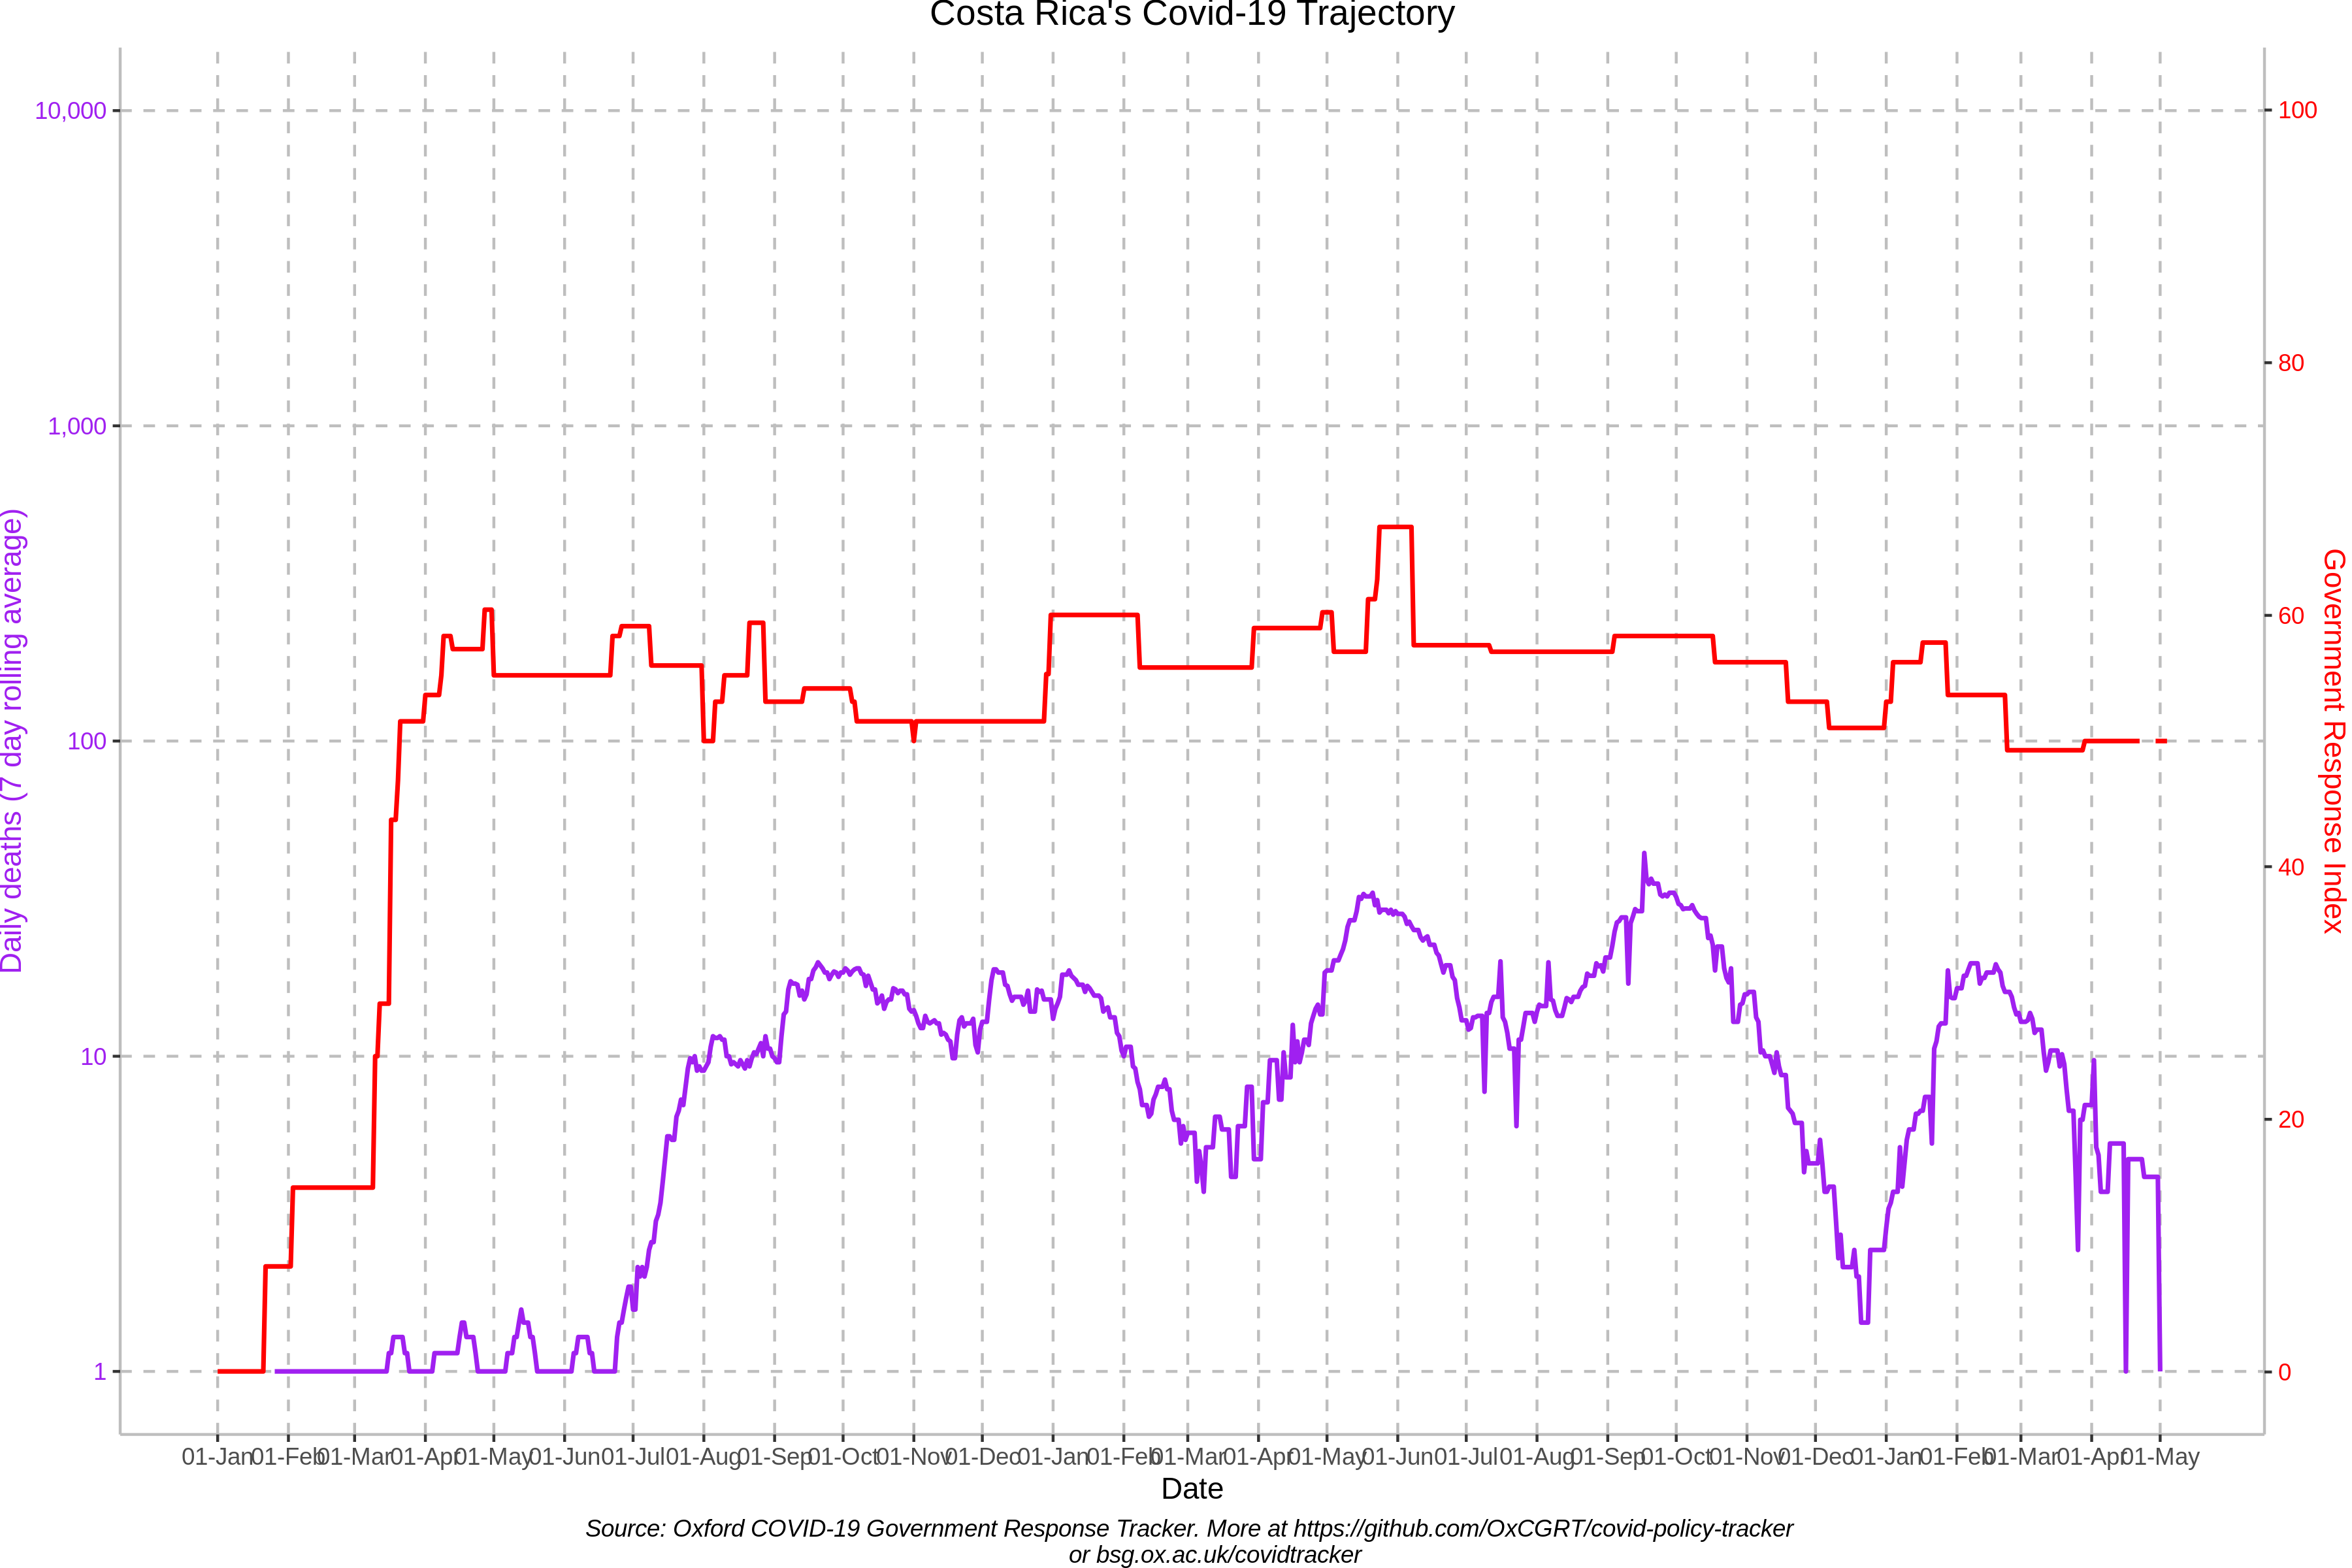 Costa Rica's Covid-19 Trajectory
10,000
1,000
100
10
1
Daily deaths (7 day rolling average)
100
80
60
40
20
0
Government Response Index
01-Jan 01-Feb 01-Mar 01-Apr 01-May 01-Jun 01-Jul 01-Aug 01-Sep 01-Oct 01-Nov 01-Dec 01-Jan 01-Feb 01-Mar 01-Apr 01-May 01-Jun 01-Jul 01-Aug 01-Sep 01-Oct 01-Nov 01-Dec 01-Jan 01-Feb 01-Mar 01-Apr 01-May
Date
Source: Oxford COVID-19 Government Response Tracker. More at https://github.com/OxCGRT/covid-policy-tracker
or bsg.ox.ac.uk/covidtracker